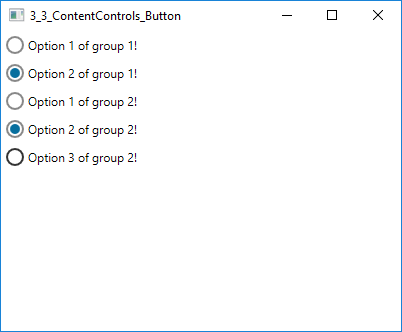 3_3_ContentControls_Button
Option 1 of group 1!
Option 2 of group 1!
Option 1 of group 2!
Option 2 of group 2!
Option 3 of group 2!